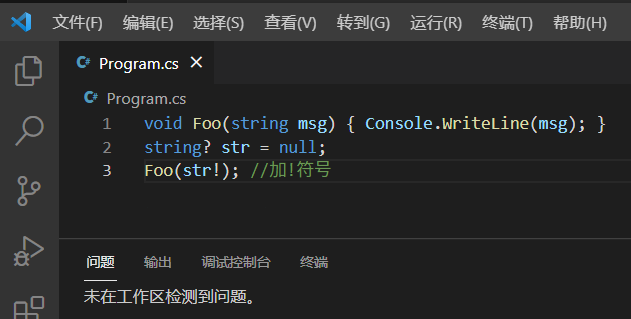 文件(F) 编辑(E) 选择(S) 查看(V) 转到(G) 运行(R) 终端(T) 帮助(H)
C# Program.cs ×
C# Program.cs
1 void Foo(string msg) { Console.WriteLine(msg); }
2 string? str = null;
3 Foo(str!); //加!符号
问题 输出 调试控制台 终端
未在工作区检测到问题。